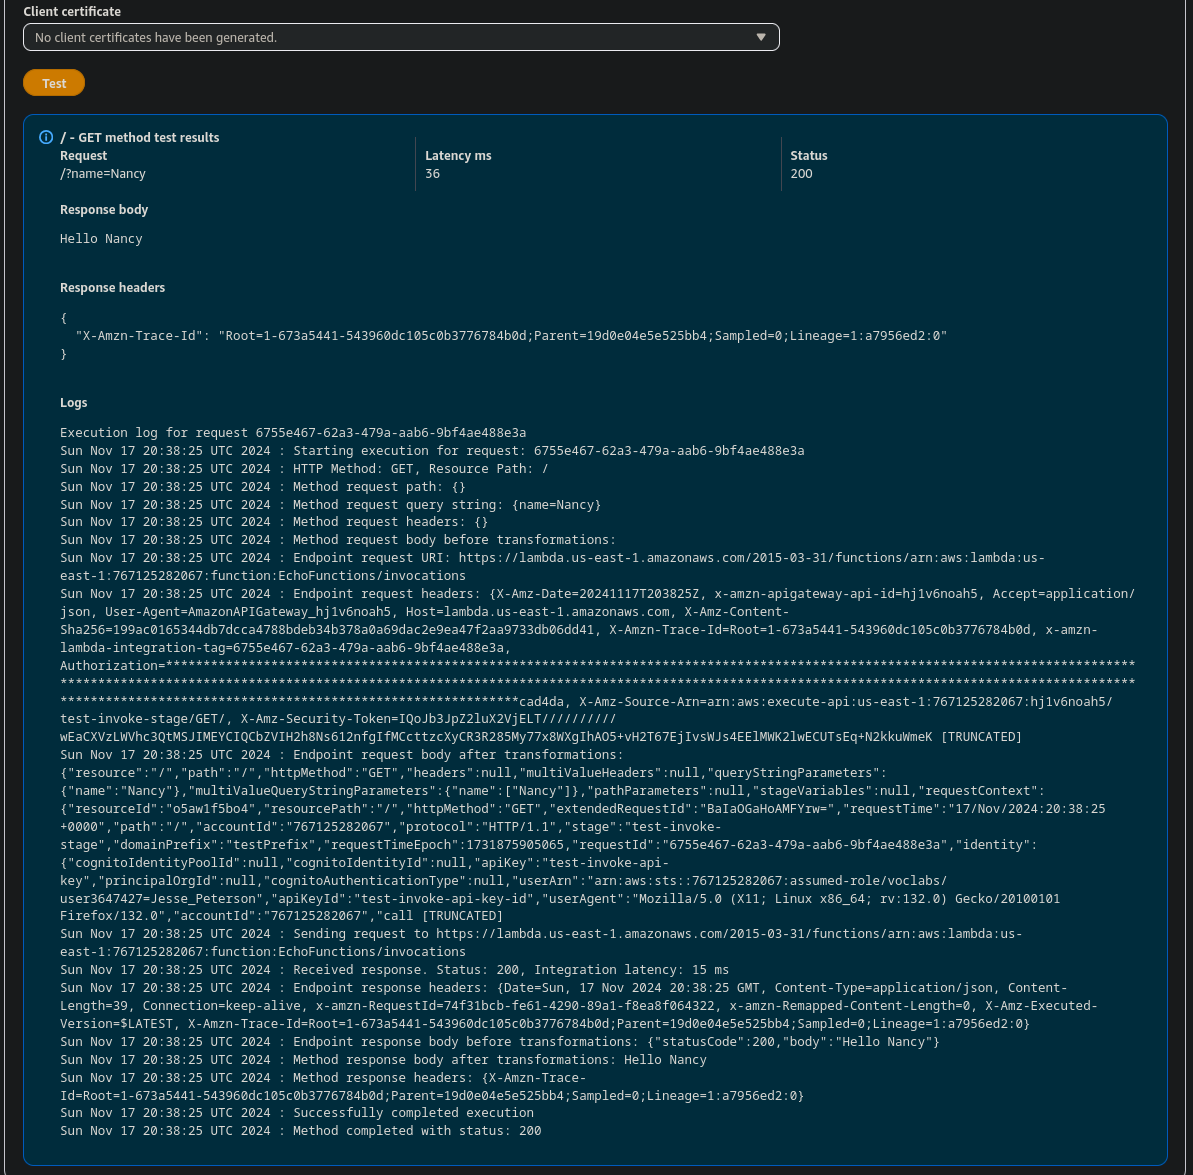 Client certificate
No client certificates have been generated.
Test
/ - GET method test results
Request
/?name=Nancy
Latency ms
36
Status
200
Response body
Hello Nancy
Response headers
{
"X-Amzn-Trace-Id": "Root=1-673a5441-543960dc105c0b3776784b0d;Parent=19d0e04e5e525bb4;Sampled=0;Lineage=1:a7956ed2:0"
}
Logs
Execution log for request 6755e467-62a3-479a-aab6-9bf4ae488e3a
Sun Nov 17 20:38:25 UTC 2024 : Starting execution for request: 6755e467-62a3-479a-aab6-9bf4ae488e3a
Sun Nov 17 20:38:25 UTC 2024 : HTTP Method: GET, Resource Path: /
Sun Nov 17 20:38:25 UTC 2024 : Method request path: {}
Sun Nov 17 20:38:25 UTC 2024 : Method request query string: {name=Nancy}
Sun Nov 17 20:38:25 UTC 2024 : Method request headers: {}
Sun Nov 17 20:38:25 UTC 2024 : Method request body before transformations:
Sun Nov 17 20:38:25 UTC 2024 : Endpoint request URI: https://lambda.us-east-1.amazonaws.com/2015-03-31/functions/arn:aws:lambda:us-
east-1:767125282067:function:EchoFunctions/invocations
Sun Nov 17 20:38:25 UTC 2024 : Endpoint request headers: {X-Amz-Date=20241117T203825Z, x-amzn-apigateway-api-id=hj1v6noah5, Accept=application/
json, User-Agent=AmazonAPIGateway_hj1v6noah5, Host=lambda.us-east-1.amazonaws.com, X-Amz-Content-
Sha256=199ac0165344db7dcca4788bdeb34b378a0a69dac2e9ea47f2aa9733db06dd41, X-Amzn-Trace-Id=Root=1-673a5441-543960dc105c0b3776784b0d, x-amzn-
lambda-integration-tag=6755e467-62a3-479a-aab6-9bf4ae488e3a,
Authorization=*********************************************************************************************************************************
***********************************************************************************************************************************************
*************************************************************cad4da, X-Amz-Source-Arn=arn:aws:execute-api:us-east-1:767125282067:hj1v6noah5/
test-invoke-stage/GET/, X-Amz-Security-Token=IQoJb3JpZ2luX2VjELT//////////
wEaCXVzLWVhc3QtMSJIMEYCIQCbZVIH2h8Ns612nfgIfMCcttzcXyCR3R285My77x8WXgIhAO5+vH2T67EjIvsWJs4EElMWK2lwECUTsEq+N2kkuWmeK [TRUNCATED]
Sun Nov 17 20:38:25 UTC 2024 : Endpoint request body after transformations:
{"resource":"/","path":"/","httpMethod":"GET","headers":null,"multiValueHeaders":null,"queryStringParameters":
{"name":"Nancy"},"multiValueQueryStringParameters":{"name":["Nancy"]},"pathParameters":null,"stageVariables":null,"requestContext":
{"resourceId":"o5aw1f5bo4","resourcePath":"/","httpMethod":"GET","extendedRequestId":"BaIaOGaHoAMFYrw=","requestTime":"17/Nov/2024:20:38:25
+0000","path":"/","accountId":"767125282067","protocol":"HTTP/1.1","stage":"test-invoke-
stage","domainPrefix":"testPrefix","requestTimeEpoch":1731875905065,"requestId":"6755e467-62a3-479a-aab6-9bf4ae488e3a","identity":
{"cognitoIdentityPoolId":null,"cognitoIdentityId":null,"apiKey":"test-invoke-api-
key","principalOrgId":null,"cognitoAuthenticationType":null,"userArn":"arn:aws:sts::767125282067:assumed-role/voclabs/
user3647427=Jesse_Peterson","apiKeyId":"test-invoke-api-key-id","userAgent":"Mozilla/5.0 (X11; Linux x86_64; rv:132.0) Gecko/20100101
Firefox/132.0","accountId":"767125282067","call [TRUNCATED]
Sun Nov 17 20:38:25 UTC 2024 : Sending request to https://lambda.us-east-1.amazonaws.com/2015-03-31/functions/arn:aws:lambda:us-
east-1:767125282067:function:EchoFunctions/invocations
Sun Nov 17 20:38:25 UTC 2024 : Received response. Status: 200, Integration latency: 15 ms
Sun Nov 17 20:38:25 UTC 2024 : Endpoint response headers: {Date=Sun, 17 Nov 2024 20:38:25 GMT, Content-Type=application/json, Content-
Length=39, Connection=keep-alive, x-amzn-RequestId=74f31bcb-fe61-4290-89a1-f8ea8f064322, x-amzn-Remapped-Content-Length=0, X-Amz-Executed-
Version=$LATEST, X-Amzn-Trace-Id=Root=1-673a5441-543960dc105c0b3776784b0d;Parent=19d0e04e5e525bb4;Sampled=0;Lineage=1:a7956ed2:0}
Sun Nov 17 20:38:25 UTC 2024 : Endpoint response body before transformations: {"statusCode":200,"body":"Hello Nancy"}
Sun Nov 17 20:38:25 UTC 2024 : Method response body after transformations: Hello Nancy
Sun Nov 17 20:38:25 UTC 2024 : Method response headers: {X-Amzn-Trace-
Id=Root=1-673a5441-543960dc105c0b3776784b0d;Parent=19d0e04e5e525bb4;Sampled=0;Lineage=1:a7956ed2:0}
Sun Nov 17 20:38:25 UTC 2024 : Successfully completed execution
Sun Nov 17 20:38:25 UTC 2024 : Method completed with status: 200